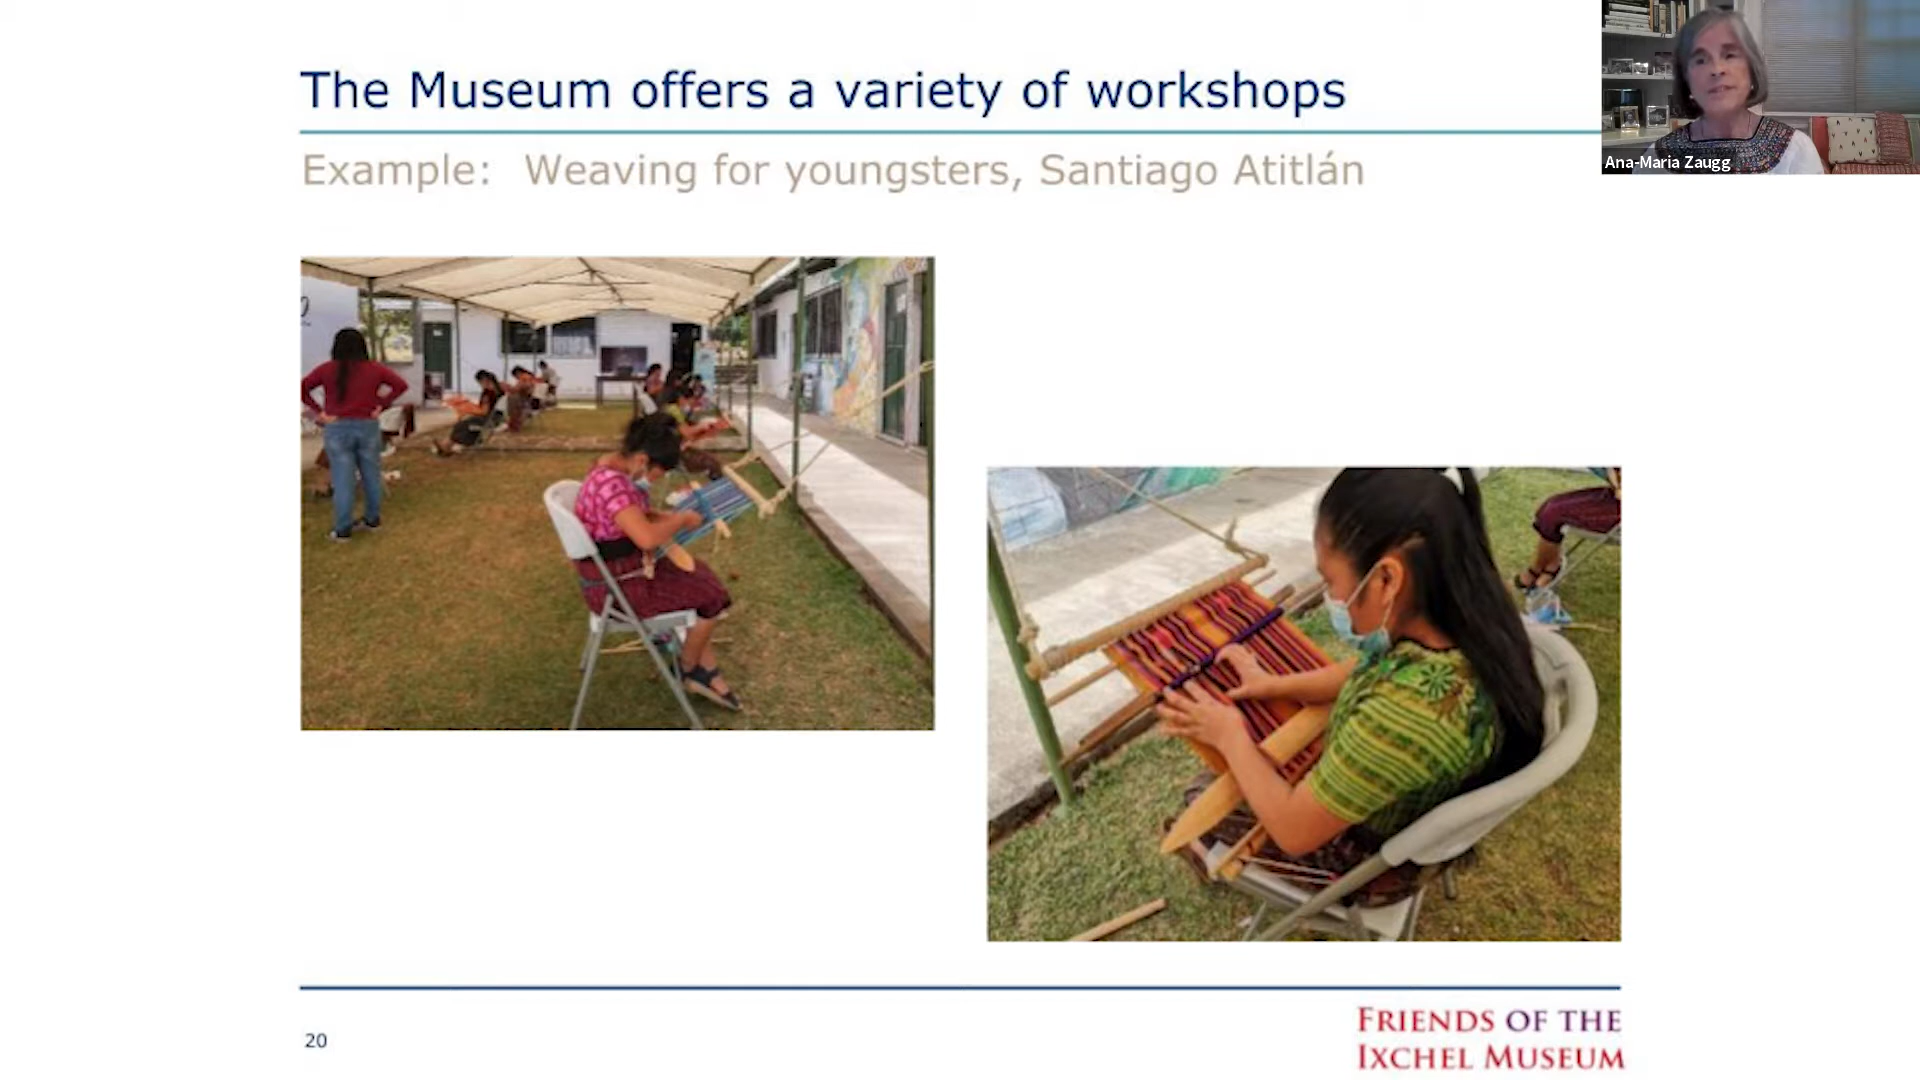 The Museum offers a variety of workshops
Example: Weaving for youngsters, Santiago Atitlán
Ana-Maria Zaugg
20
FRIENDS OF THE
IXCHEL MUSEUM